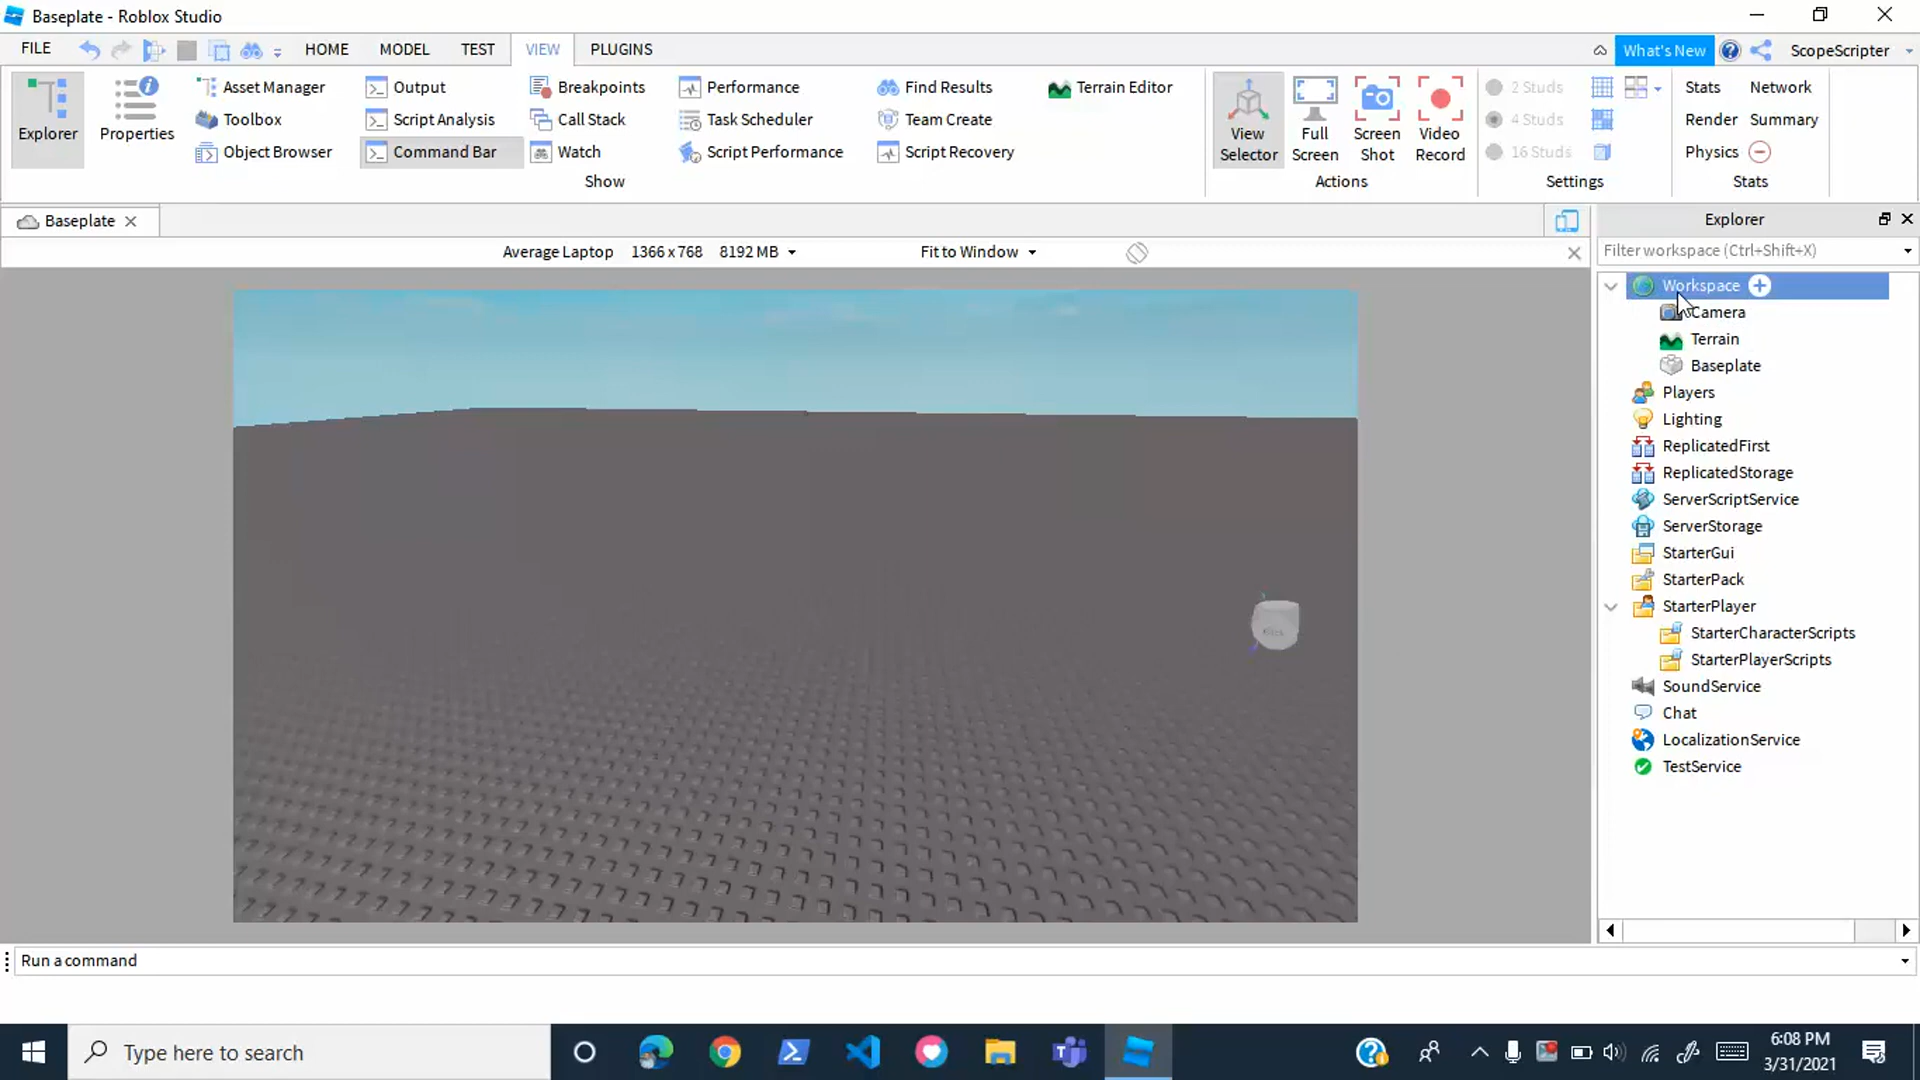 Baseplate - Roblox Studio
FILE HOME MODEL TEST VIEW PLUGINS What's New ScopeScripter
Explorer
Properties
Asset Manager
Toolbox
Object Browser
Output
Script Analysis
Command Bar
Breakpoints
Call Stack
Watch
Performance
Task Scheduler
Script Performance
Find Results
Team Create
Script Recovery
Terrain Editor
Show
View Selector
Full Screen
Screen Shot
Video Record
Actions
2 Studs
4 Studs
16 Studs
Settings
Stats Network
Render Summary
Physics
Stats
Baseplate
Average Laptop 1366 x 768 8192 MB Fit to Window
Explorer
Filter workspace (Ctrl+Shift+X)
Workspace
Camera
Terrain
Baseplate
Players
Lighting
ReplicatedFirst
ReplicatedStorage
ServerScriptService
ServerStorage
StarterGui
StarterPack
StarterPlayer
StarterCharacterScripts
StarterPlayerScripts
SoundService
Chat
LocalizationService
TestService
Run a command
Type here to search
6:08 PM
3/31/2021